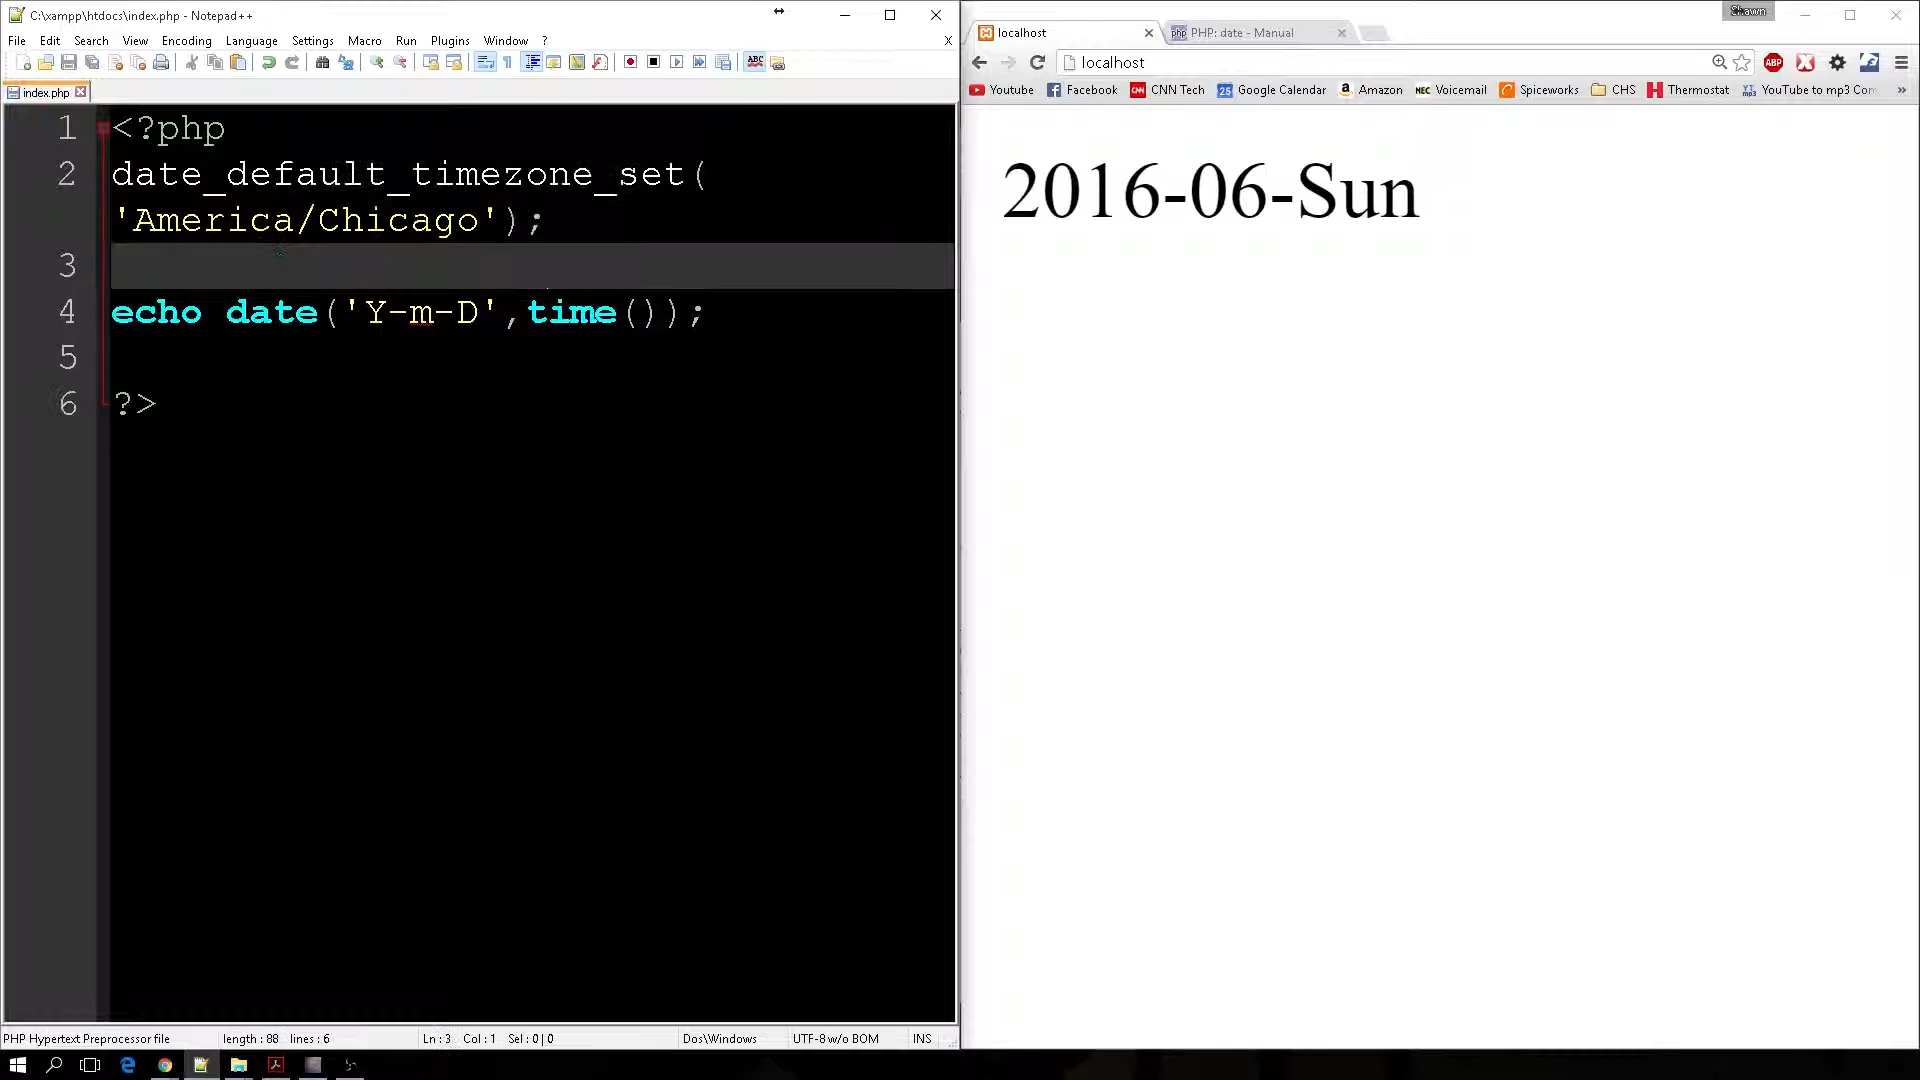 C:\xampp\htdocs\index.php - Notepad++
File Edit Search View Encoding Language Settings Macro Run Plugins Window ? X
index.php
1 <?php
2 date_default_timezone_set(
'America/Chicago');
3
4 echo date('Y-m-D',time());
5
6 ?>
PHP Hypertext Preprocessor file length : 88 lines : 6 Ln : 3 Col : 1 Sel : 0 | 0 Dos\Windows UTF-8 w/o BOM INS
Shawn
localhost PHP: date - Manual
localhost ABP
Youtube Facebook CNN Tech Google Calendar Amazon Voicemail Spiceworks CHS Thermostat YouTube to mp3 Con »
2016-06-Sun